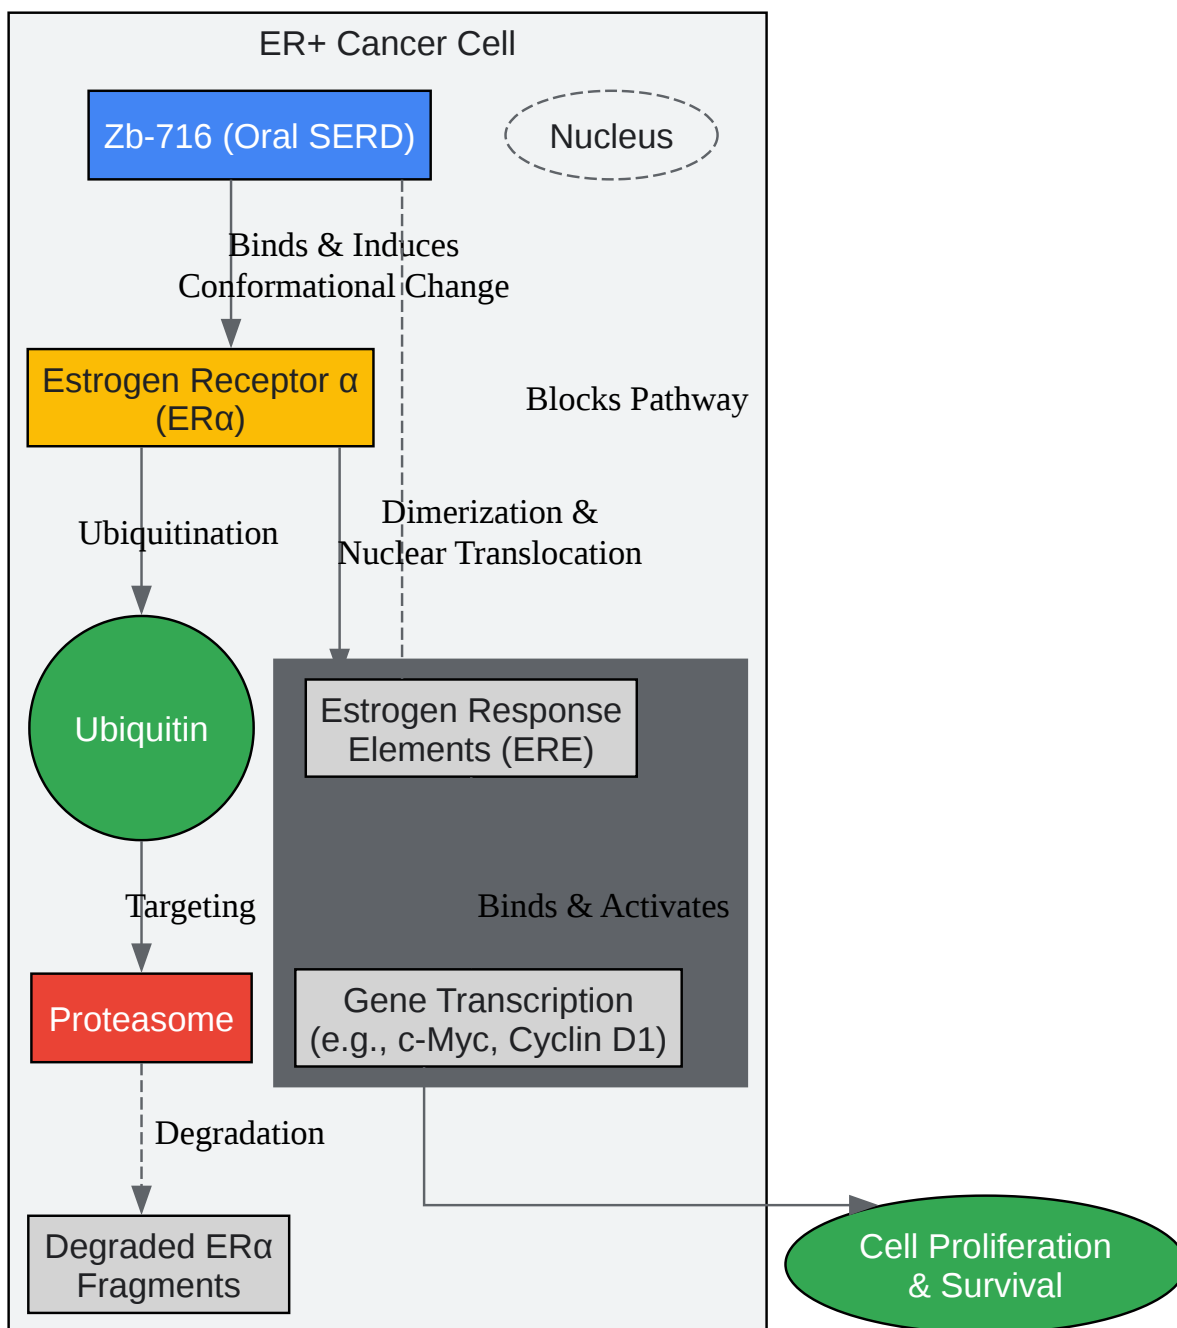 ER+ Cancer Cell
Zb-716 (Oral SERD)
Nucleus
Binds & Induces
Conformational Change
Estrogen Receptor α
(ERα)
Blocks Pathway
Ubiquitination
Dimerization &
Nuclear Translocation
Ubiquitin
Estrogen Response
Elements (ERE)
Targeting
Binds & Activates
Proteasome
Gene Transcription
(e.g., c-Myc, Cyclin D1)
Degradation
Degraded ERα
Fragments
Cell Proliferation
& Survival